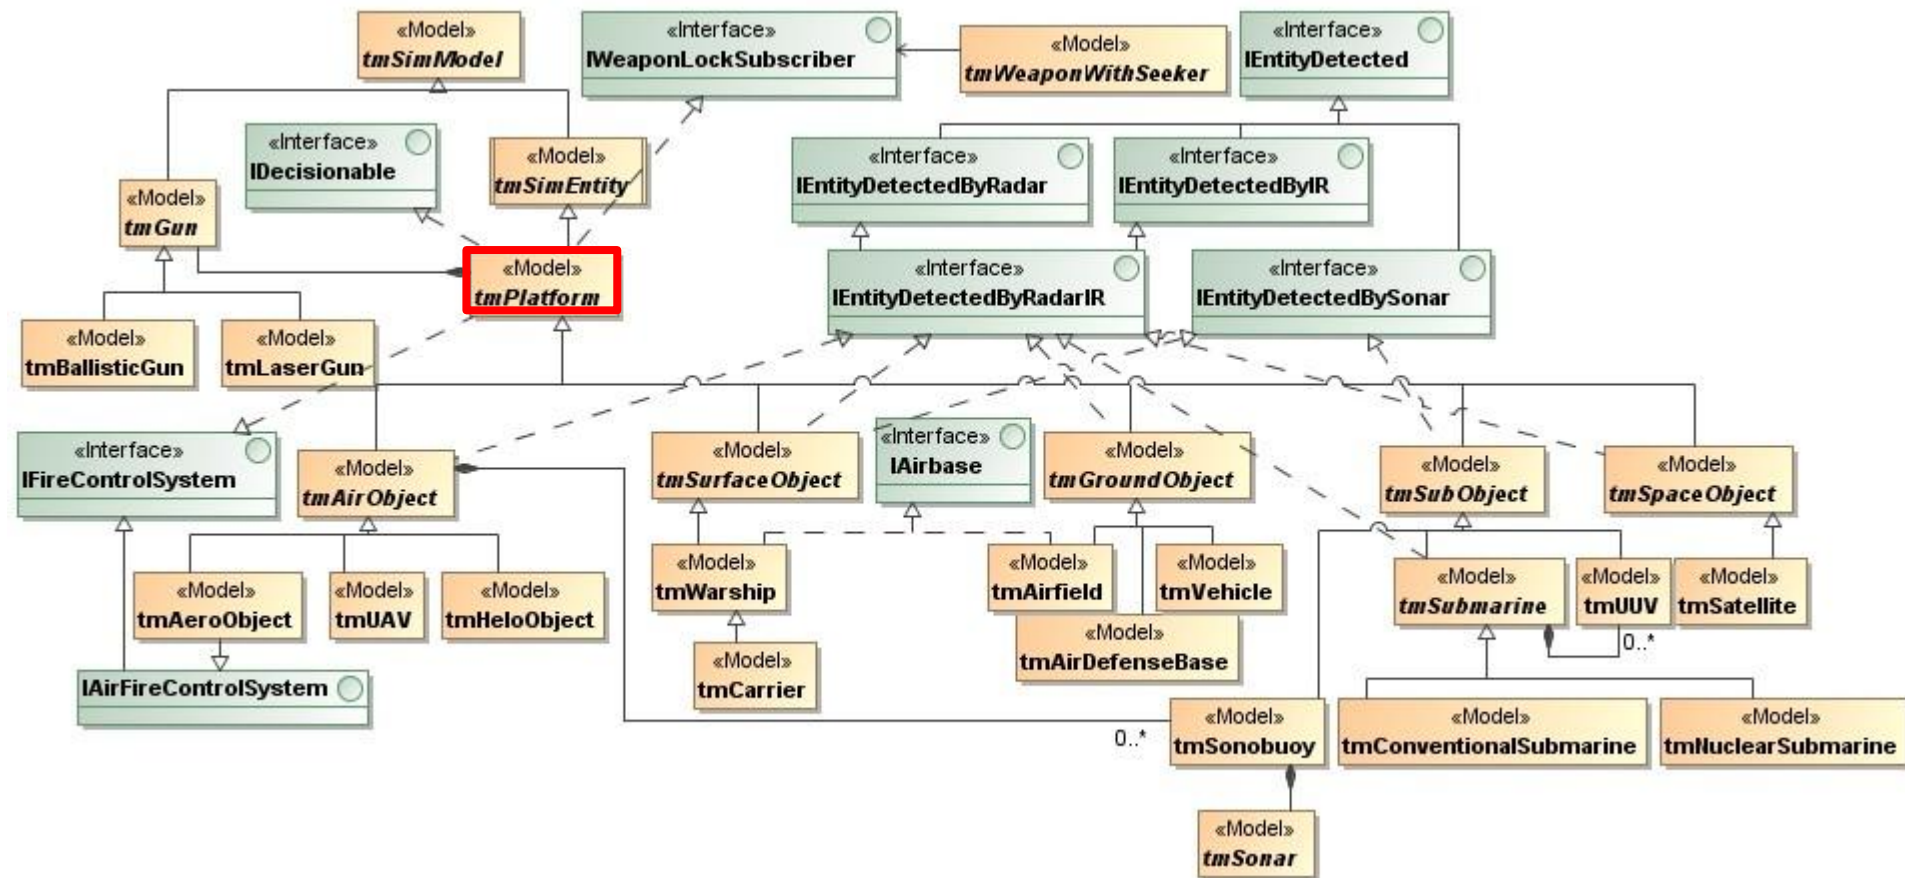 «Model»
tmSimModel
«Interface»
IWeaponLockSubscriber
«Model»
tmWeaponWithSeeker
«Interface»
IEntityDetected
«Interface»
IDecisionable
«Model»
tmSimEntity
«Interface»
IEntityDetectedByRadar
«Interface»
IEntityDetectedByIR
«Model»
tmGun
«Model»
tmPlatform
«Interface»
IEntityDetectedByRadarIR
«Interface»
IEntityDetectedBySonar
«Model»
tmBallisticGun
«Model»
tmLaserGun
«Interface»
IFireControlSystem
«Model»
tmAirObject
«Model»
tmSurfaceObject
«Interface»
IAirbase
«Model»
tmGroundObject
«Model»
tmSubObject
«Model»
tmSpaceObject
«Model»
tmAeroObject
«Model»
tmUAV
«Model»
tmHeloObject
«Model»
tmWarship
«Model»
tmAirfield
«Model»
tmVehicle
«Model»
tmSubmarine
«Model»
tmUUV
«Model»
tmSatellite
0..*
«Model»
tmAirDefenseBase
IAirFireControlSystem
«Model»
tmCarrier
0..*
«Model»
tmSonobuoy
«Model»
tmConventionalSubmarine
«Model»
tmNuclearSubmarine
«Model»
tmSonar